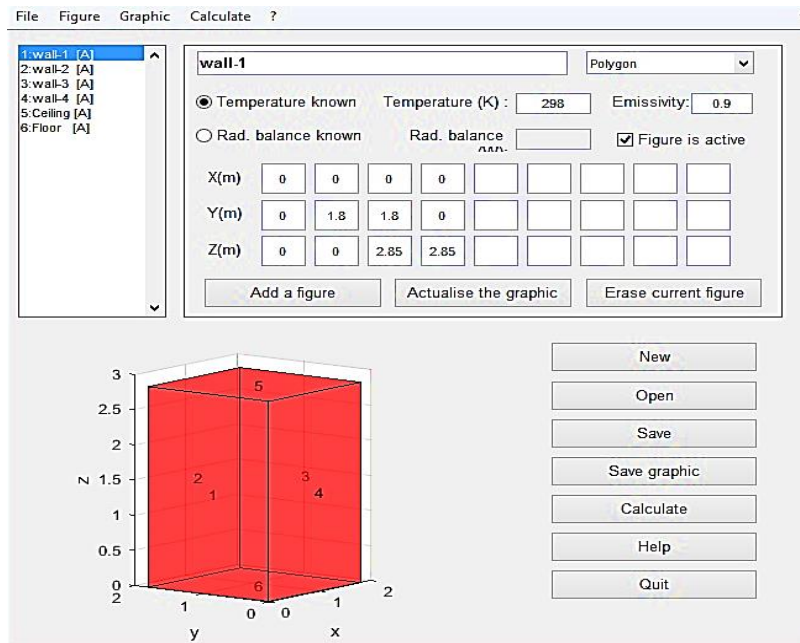 File Figure Graphic Calculate ?
1:wall-1 [A]
2:wall-2 [A]
3:wall-3 [A]
4:wall-4 [A]
5:Ceiling [A]
6:Floor [A]
wall-1 Polygon
Temperature known Temperature (K) : 298 Emissivity: 0.9
Rad. balance known Rad. balance Figure is active
X(m) 0 0 0 0
Y(m) 0 1.8 1.8 0
Z(m) 0 0 2.85 2.85
Add a figure Actualise the graphic Erase current figure
New
Open
Save
Save graphic
Calculate
Help
Quit
3
2.5
2
1.5
1
0.5
0
z
2
1
0
y
0
1
2
x
5
2
1
3
4
6